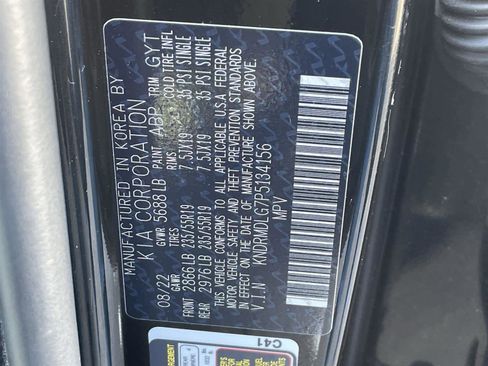 MANUFACTURED IN KOREA BY
KIA CORPORATION
08/22 GVWR 5688LB PAINT ABP TRIM GYT
GAWR TIRES RIMS COLD TIRE INFL
FRONT 2866LB 235/55R19 7.5JX19 35 PSI SINGLE
REAR 2976LB 235/55R19 7.5JX19 35 PSI SINGLE
THIS VEHICLE CONFORMS TO ALL APPLICABLE U.S.A. FEDERAL
MOTOR VEHICLE SAFETY AND THEFT PREVENTION STANDARDS
IN EFFECT ON THE DATE OF MANUFACTURE SHOWN ABOVE.
V.I.N KNDRMDLG7P5134156
MPV
C41